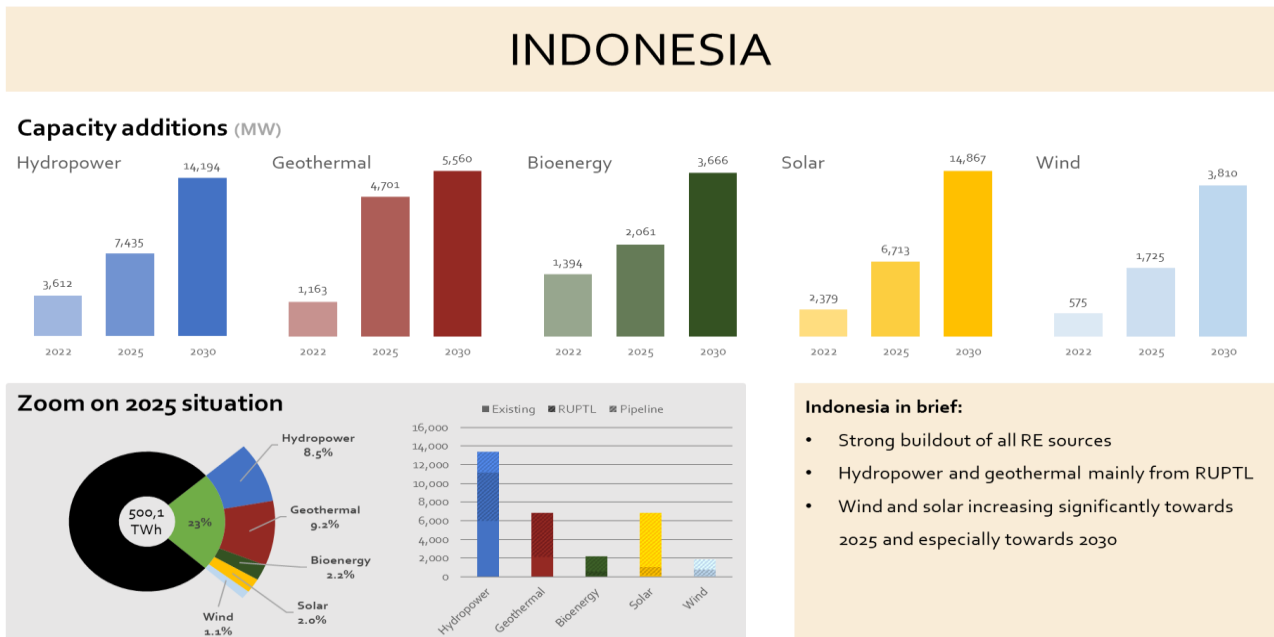 INDONESIA
Capacity additions (MW)
Hydropower
3,612
7,435
14,194
2022
2025
2030
Geothermal
1,163
4,701
5,560
2022
2025
2030
Bioenergy
1,394
2,061
3,666
2022
2025
2030
Solar
2,379
6,713
14,867
2022
2025
2030
Wind
575
1,725
3,810
2022
2025
2030
Zoom on 2025 situation
500,1
TWh
23%
Hydropower
8.5%
Geothermal
9.2%
Bioenergy
2.2%
Solar
2.0%
Wind
1.1%
Existing RUPTL Pipeline
16,000
14,000
12,000
10,000
8,000
6,000
4,000
2,000
0
Hydropower
Geothermal
Bioenergy
Solar
Wind
Indonesia in brief:
• Strong buildout of all RE sources
• Hydropower and geothermal mainly from RUPTL
• Wind and solar increasing significantly towards
2025 and especially towards 2030